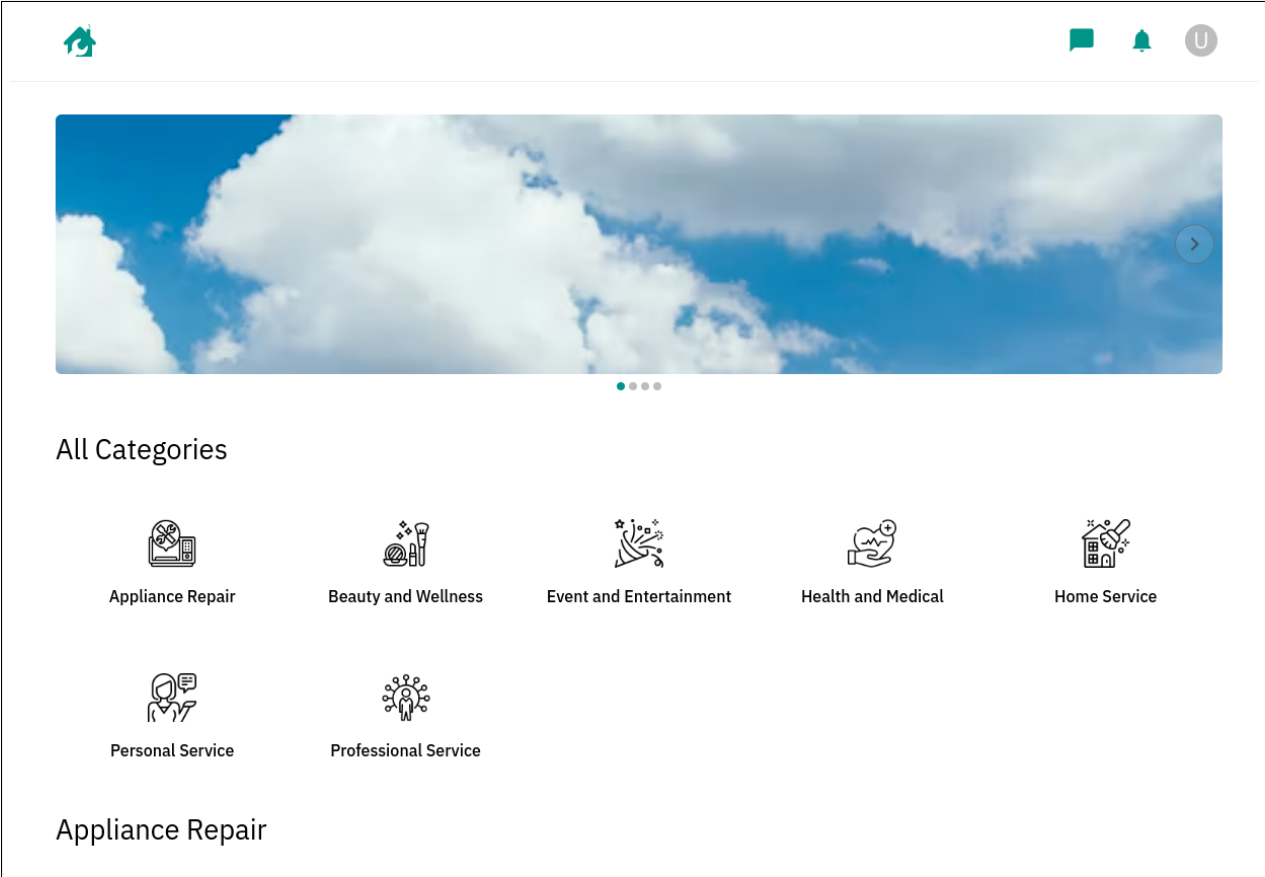 U
All Categories
Appliance Repair
Beauty and Wellness
Event and Entertainment
Health and Medical
Home Service
Personal Service
Professional Service
Appliance Repair